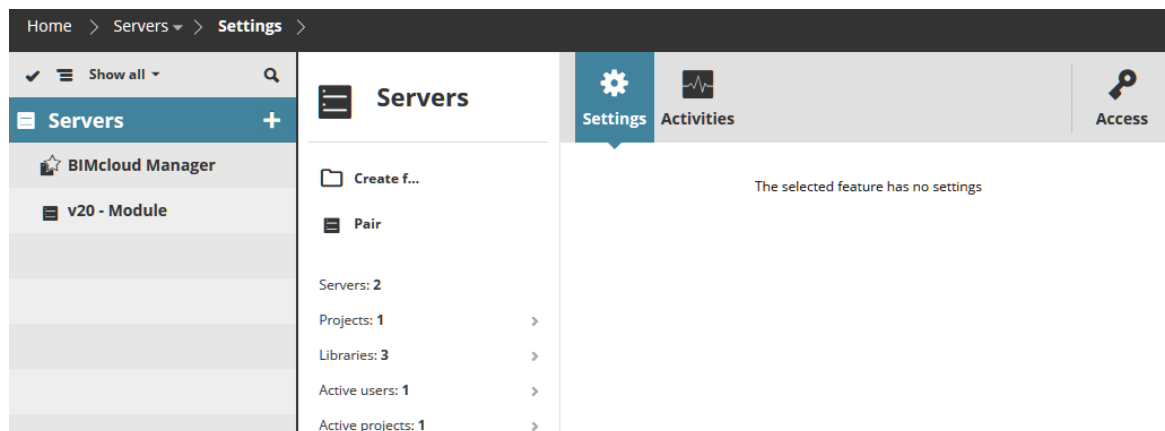 Home > Servers > Settings >
Show all
Servers
BIMcloud Manager
v20 - Module
Servers
Create f...
Pair
Servers: 2
Projects: 1
Libraries: 3
Active users: 1
Active projects: 1
Settings
Activities
Access
The selected feature has no settings